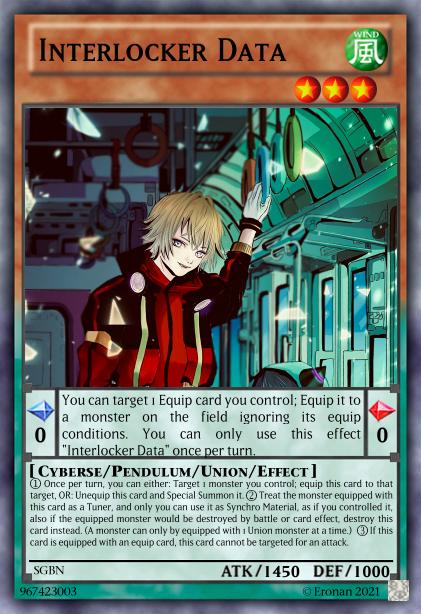 INTERLOCKER DATA
WIND
風
You can target 1 Equip card you control; Equip it to
a monster on the field ignoring its equip
conditions. You can only use this effect
"Interlocker Data" once per turn.
0
0
[ CYBERSE/PENDULUM/UNION/EFFECT ]
① Once per turn, you can either: Target 1 monster you control; equip this card to that
target, OR: Unequip this card and Special Summon it. ② Treat the monster equipped with
this card as a Tuner, and only you can use it as Synchro Material, as if you controlled it,
also if the equipped monster would be destroyed by battle or card effect, destroy this
card instead. (A monster can only by equipped with 1 Union monster at a time.) ③ If this
card is equipped with an equip card, this card cannot be targeted for an attack.
SGBN
ATK/1450 DEF/1000
967423003
© Eronan 2021